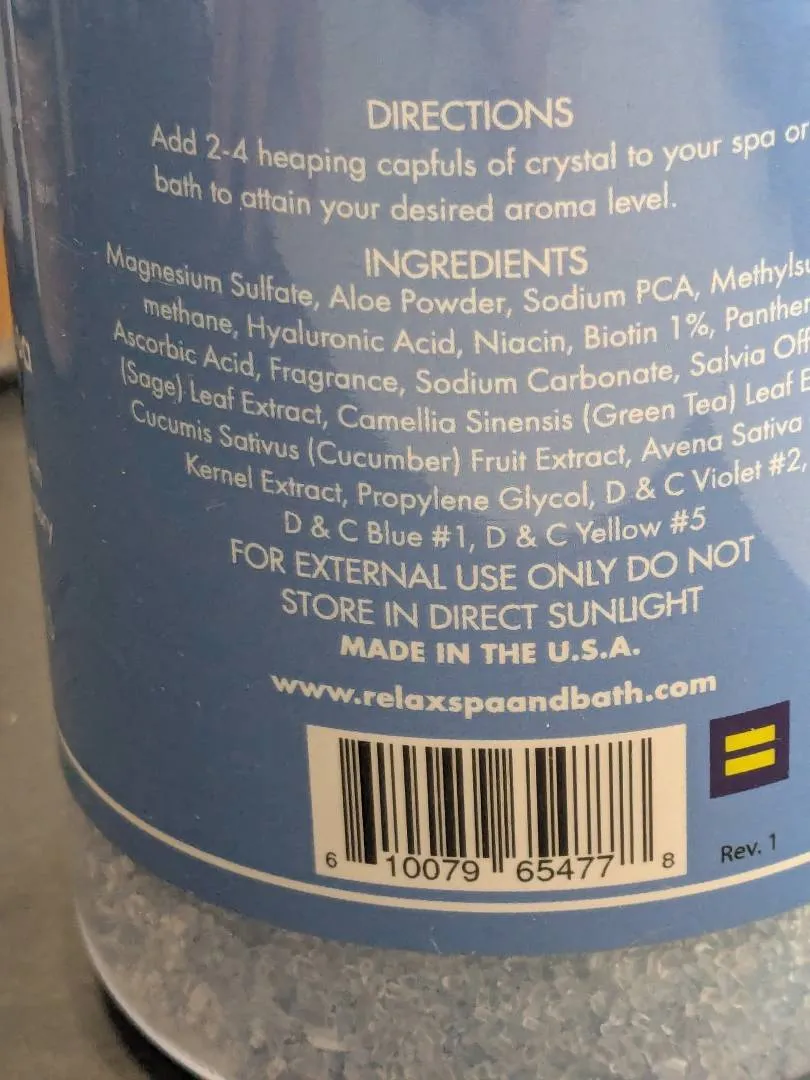 DIRECTIONS
Add 2-4 heaping capfuls of crystal to your spa or
bath to attain your desired aroma level.
INGREDIENTS
Magnesium Sulfate, Aloe Powder, Sodium PCA, Methylsu
methane, Hyaluronic Acid, Niacin, Biotin 1%, Panthen
Ascorbic Acid, Fragrance, Sodium Carbonate, Salvia Off
(Sage) Leaf Extract, Camellia Sinensis (Green Tea) Leaf E
Cucumis Sativus (Cucumber) Fruit Extract, Avena Sativa
Kernel Extract, Propylene Glycol, D & C Violet #2,
D & C Blue #1, D & C Yellow #5
FOR EXTERNAL USE ONLY DO NOT
STORE IN DIRECT SUNLIGHT
MADE IN THE U.S.A.
www.relaxspaandbath.com
6 10079 65477 8
Rev. 1